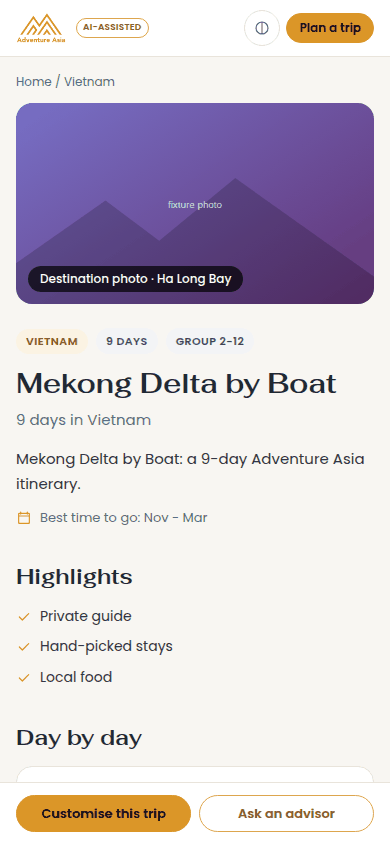 Adventure Asia
AI-ASSISTED
Plan a trip
Home / Vietnam
fixture photo
Destination photo · Ha Long Bay
VIETNAM
9 DAYS
GROUP 2-12
Mekong Delta by Boat
9 days in Vietnam
Mekong Delta by Boat: a 9-day Adventure Asia
itinerary.
Best time to go: Nov - Mar
Highlights
Private guide
Hand-picked stays
Local food
Day by day
Customise this trip
Ask an advisor